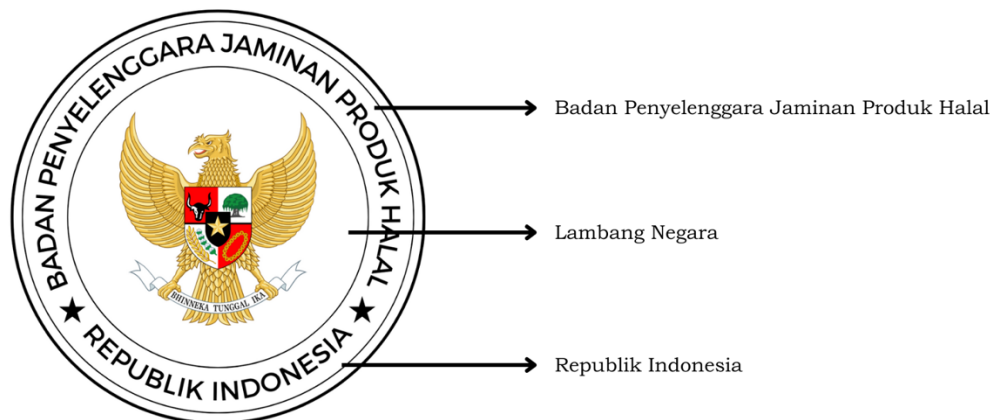 BADAN PENYELENGGARA JAMINAN PRODUK HALAL
BHINNEKA TUNGGAL IKA
★ REPUBLIK INDONESIA ★
Badan Penyelenggara Jaminan Produk Halal
Lambang Negara
Republik Indonesia